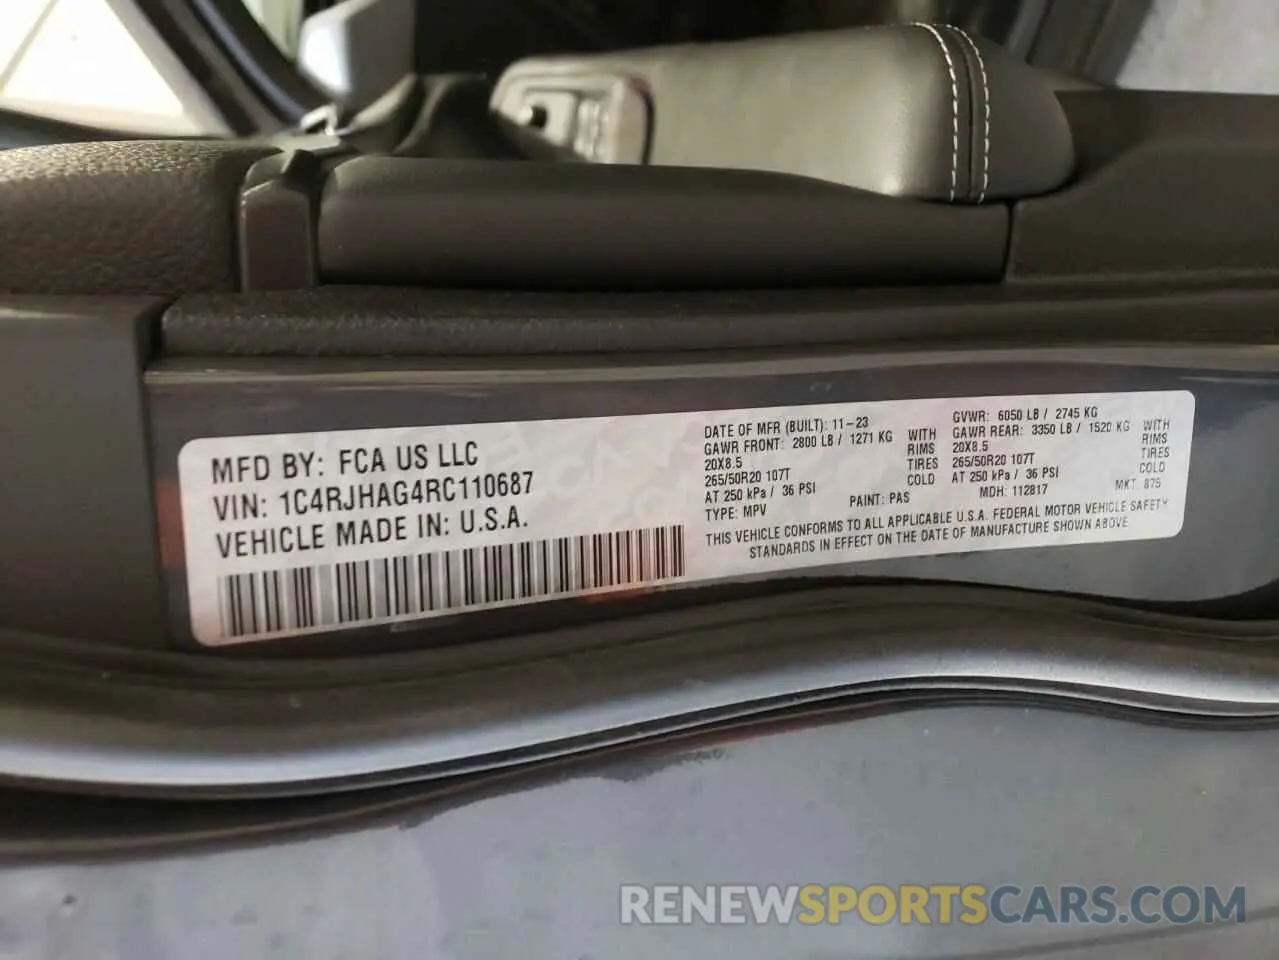 MFD BY: FCA US LLC
VIN: 1C4RJHAG4RC110687
VEHICLE MADE IN: U.S.A.
DATE OF MFR (BUILT): 11-23
GAWR FRONT: 2800 LB / 1271 KG WITH
20X8.5 RIMS
265/50R20 107T TIRES
AT 250 kPa / 36 PSI COLD
TYPE: MPV PAINT: PAS
GVWR: 6050 LB / 2745 KG
GAWR REAR: 3350 LB / 1520 KG WITH
20X8.5 RIMS
265/50R20 107T TIRES
AT 250 kPa / 36 PSI COLD
MDH: 112817 MKT: 875
THIS VEHICLE CONFORMS TO ALL APPLICABLE U.S.A. FEDERAL MOTOR VEHICLE SAFETY
STANDARDS IN EFFECT ON THE DATE OF MANUFACTURE SHOWN ABOVE
RENEWSPORTSCARS.COM